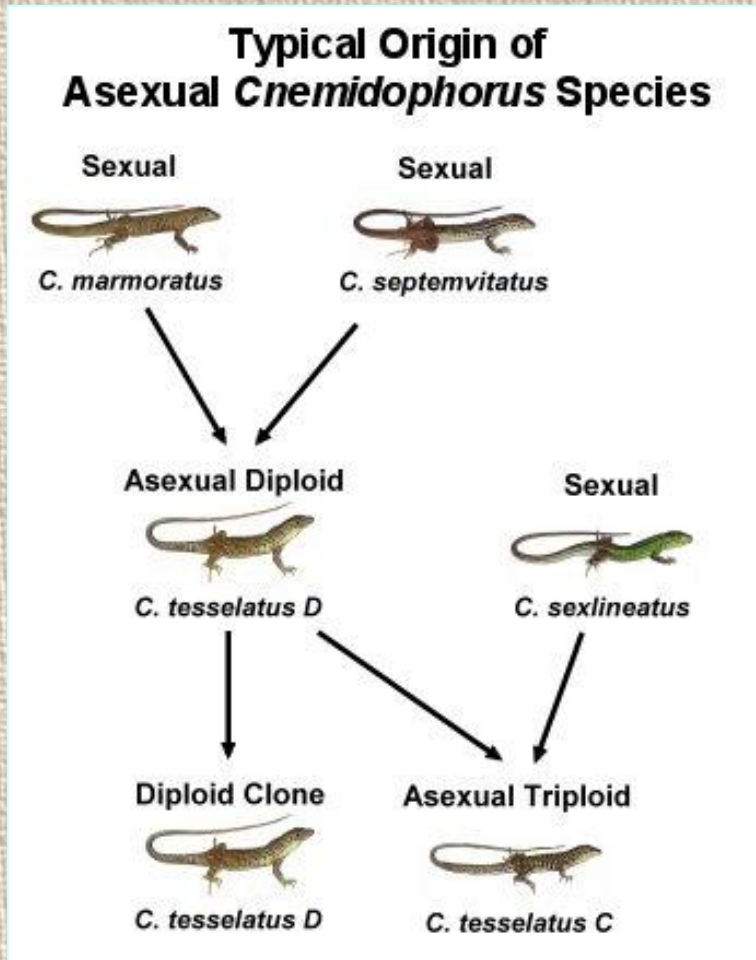 Typical Origin of
Asexual Cnemidophorus Species
Sexual
Sexual
C. marmoratus
C. septemvitatus
Asexual Diploid
Sexual
C. tesselatus D
C. sexlineatus
Diploid Clone
Asexual Triploid
C. tesselatus D
C. tesselatus C